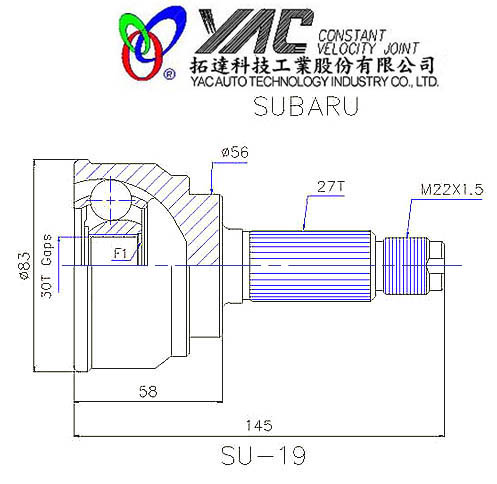 YAC CONSTANT
VELOCITY JOINT
拓達科技工業股份有限公司
YAC AUTO TECHNOLOGY INDUSTRY CO., LTD.
SUBARU
ø56
27T
M22X1.5
ø83
30T Gaps
F1
58
145
SU-19